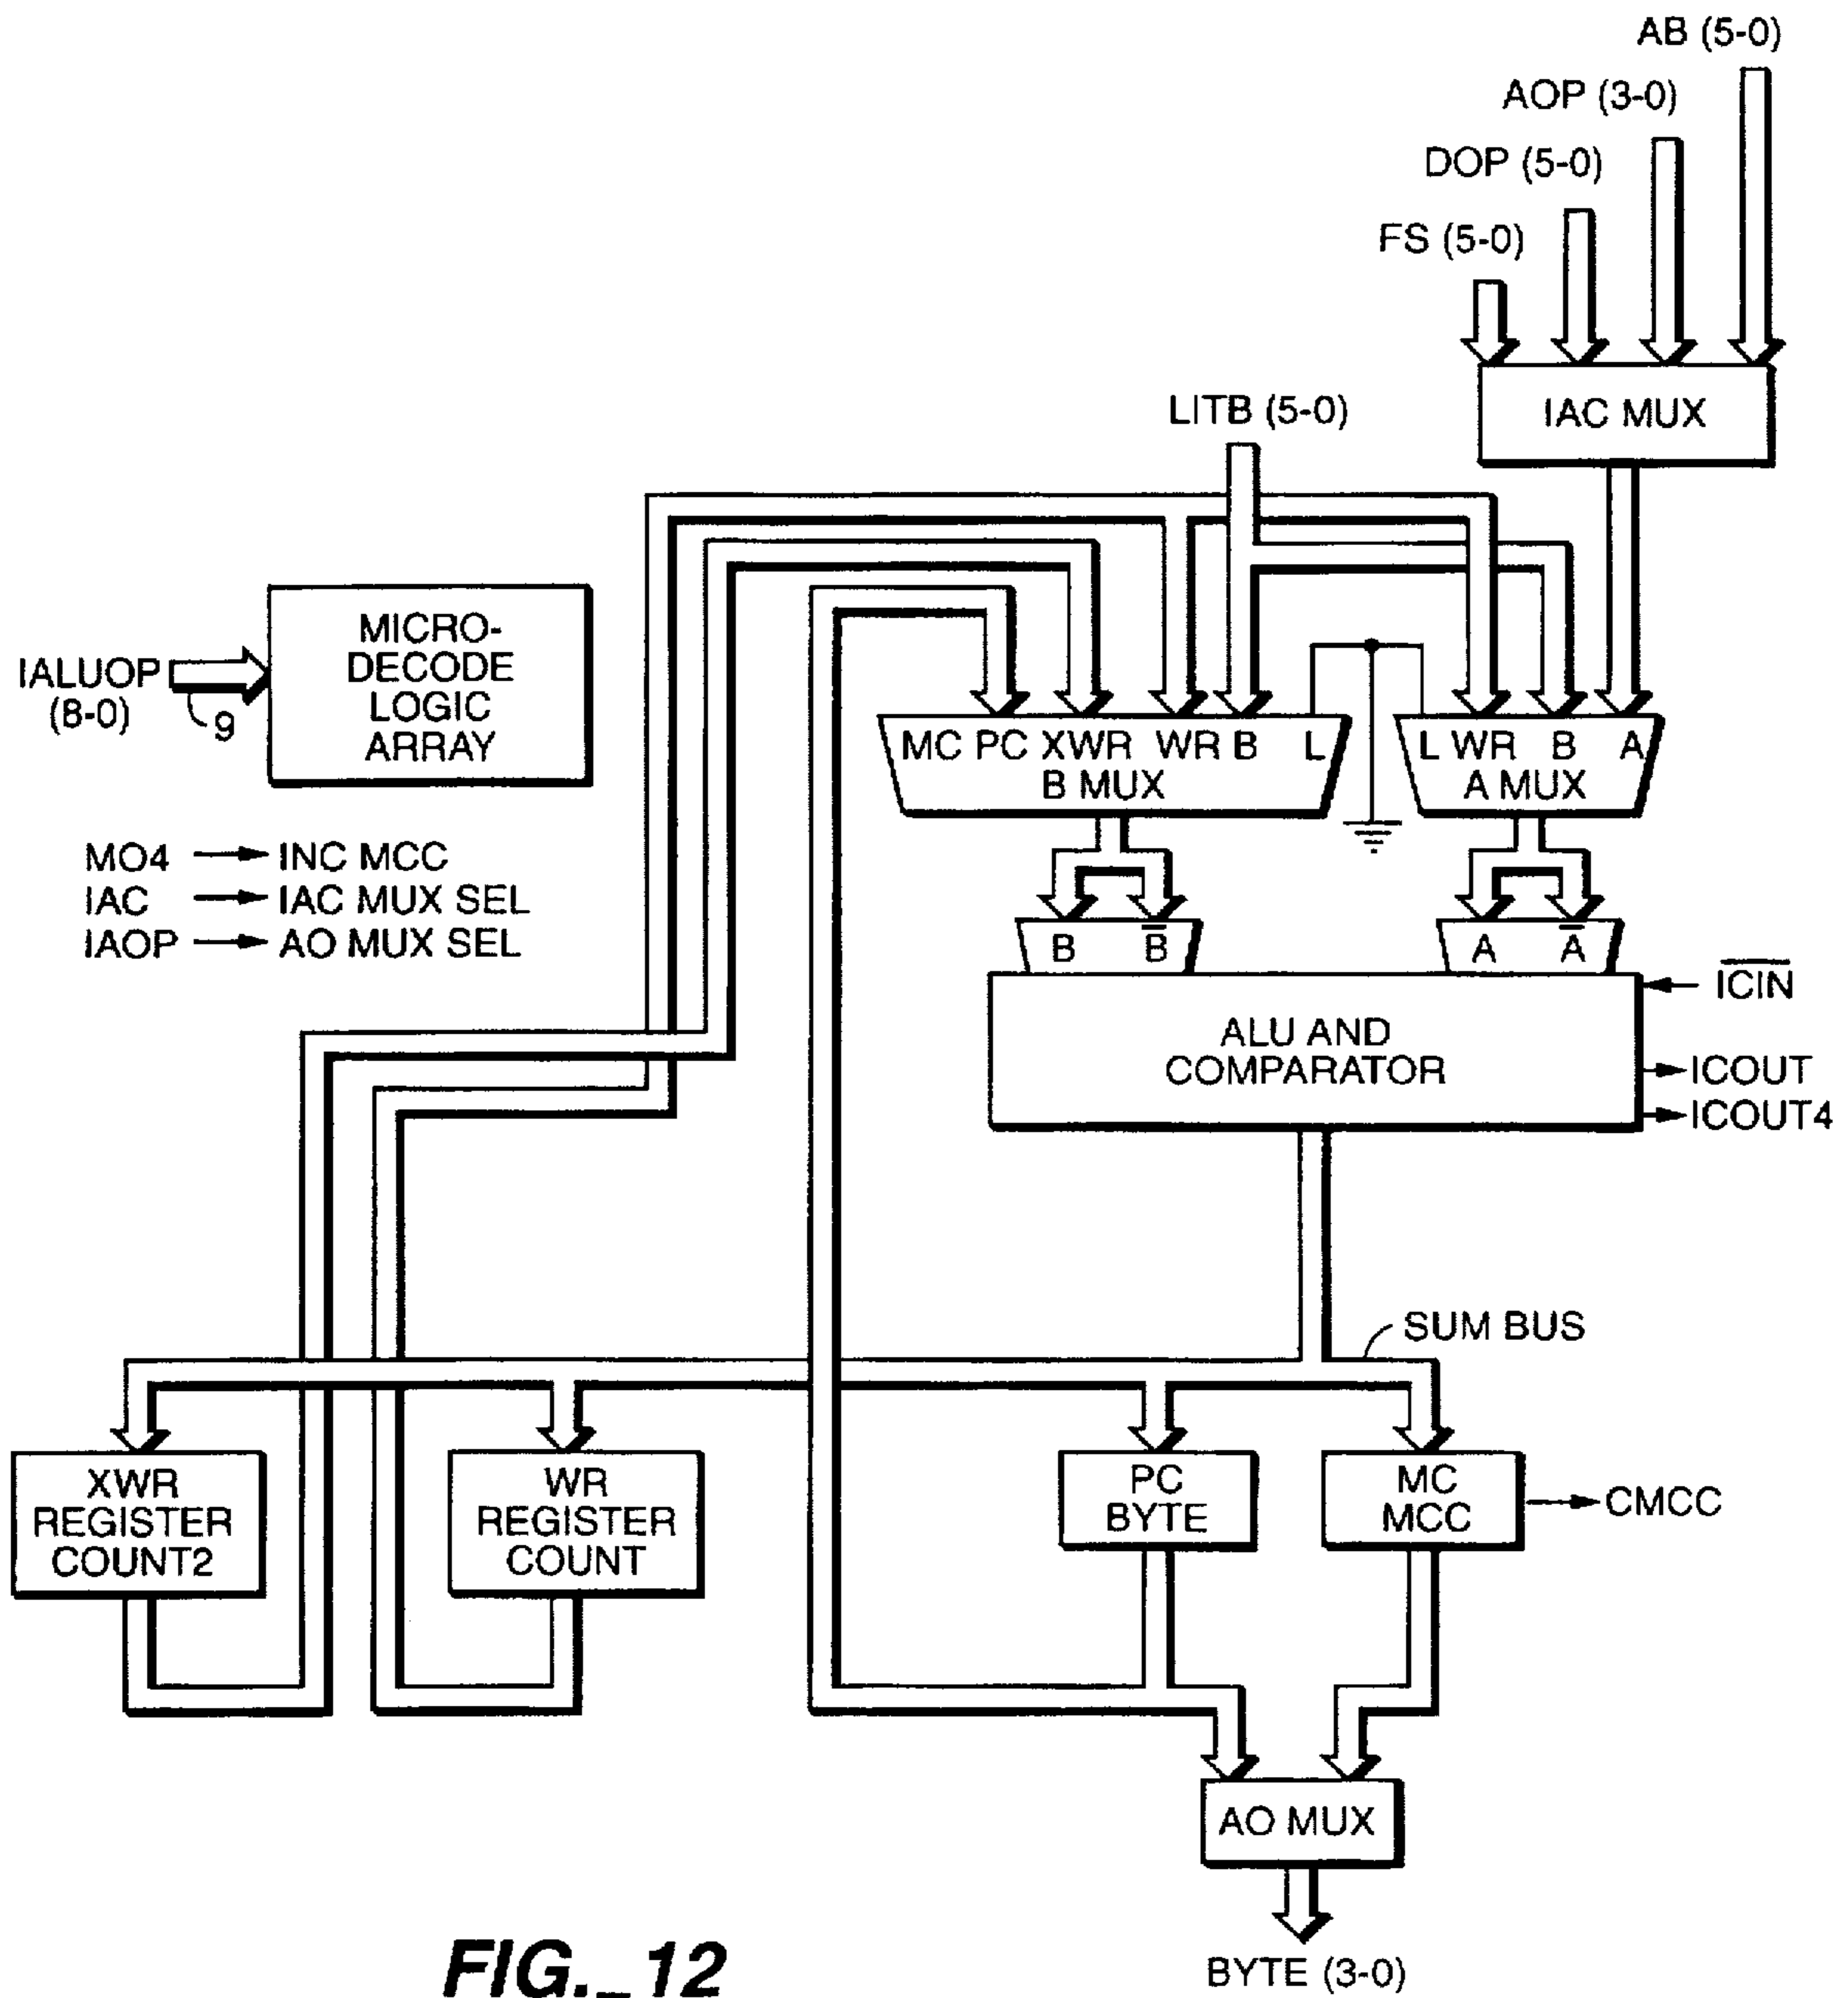 AB (5-0)
AOP (3-0)
DOP (5-0)
FS (5-0)
IAC MUX
LITB (5-0)
MICRO-
DECODE
LOGIC
ARRAY
IALUOP
(8-0)
9
MC PC XWR WR B L
B MUX
L WR B A
A MUX
MO4 → INC MCC
IAC → IAC MUX SEL
IAOP → AO MUX SEL
B B̅
A A̅
I̅C̅I̅N̅
ALU AND
COMPARATOR
ICOUT
ICOUT4
SUM BUS
XWR
REGISTER
COUNT2
WR
REGISTER
COUNT
PC
BYTE
MC
MCC
CMCC
AO MUX
BYTE (3-0)
FIG._12